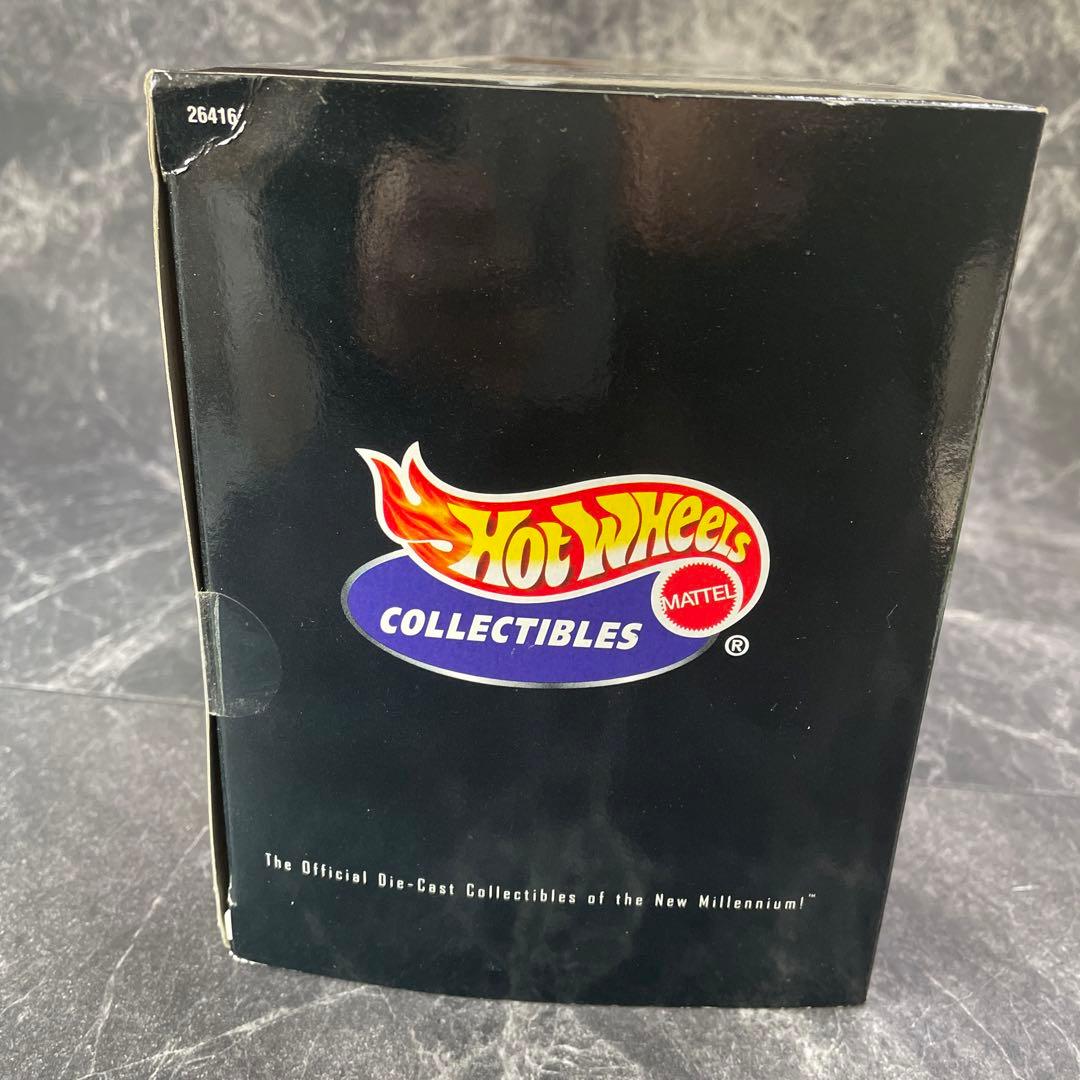 26416
Hot Wheels
MATTEL
COLLECTIBLES
®
The Official Die-Cast Collectibles of the New Millennium!™